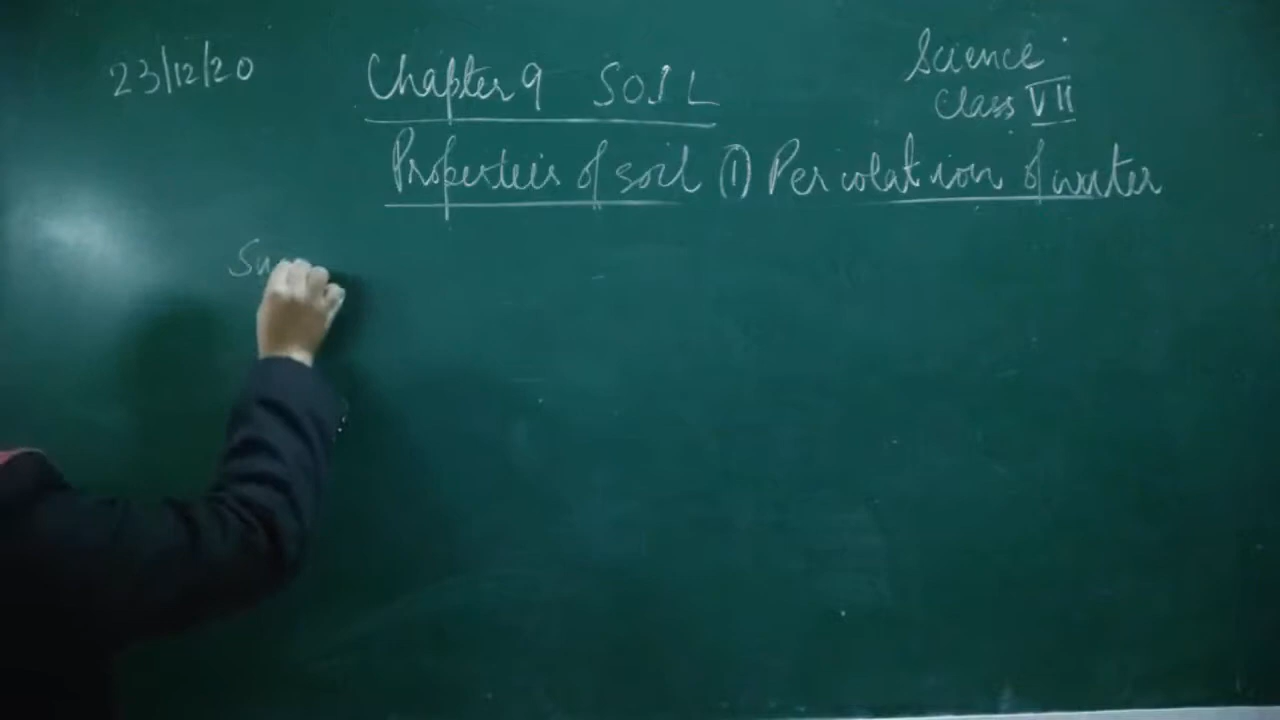 23/12/20
Chapter 9 SOIL
Science
Class VII
Properties of soil ① Percolation of water
Su